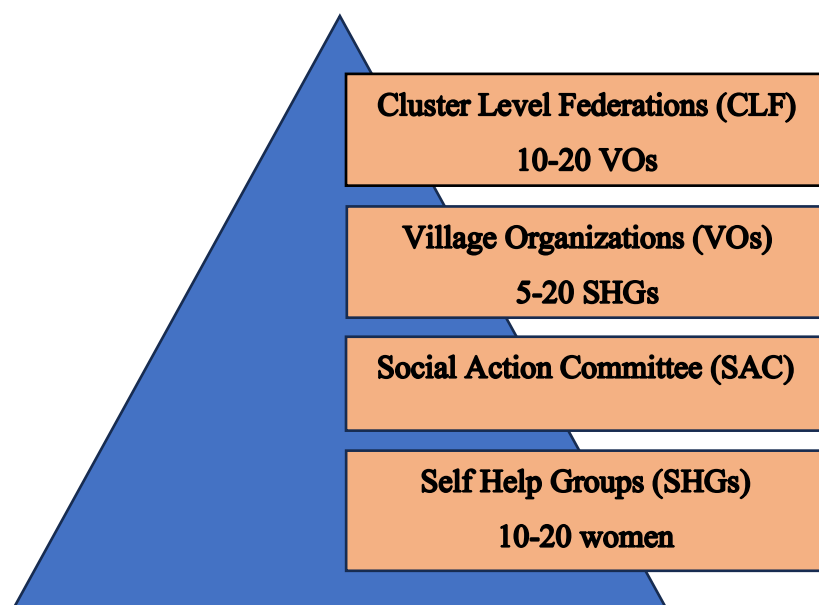 Cluster Level Federations (CLF)
10-20 VOs
Village Organizations (VOs)
5-20 SHGs
Social Action Committee (SAC)
Self Help Groups (SHGs)
10-20 women